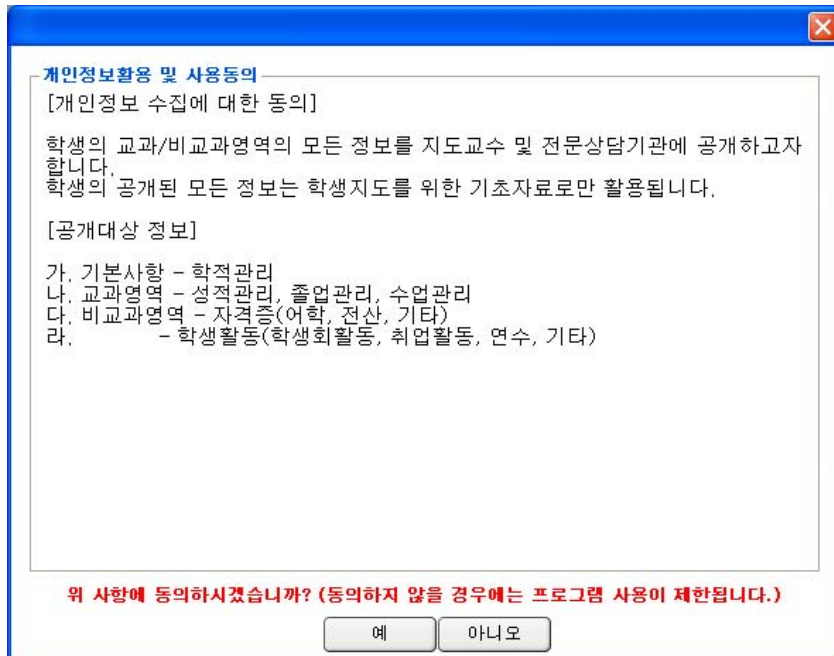 개인정보활용 및 사용동의
[개인정보 수집에 대한 동의]
학생의 교과/비교과영역의 모든 정보를 지도교수 및 전문상담기관에 공개하고자
합니다.
학생의 공개된 모든 정보는 학생지도를 위한 기초자료로만 활용됩니다.
[공개대상 정보]
가. 기본사항 - 학적관리
나. 교과영역 - 성적관리, 졸업관리, 수업관리
다. 비교과영역 - 자격증(어학, 전산, 기타)
라. - 학생활동(학생회활동, 취업활동, 연수, 기타)
위 사항에 동의하시겠습니까? (동의하지 않을 경우에는 프로그램 사용이 제한됩니다.)
예 아니오